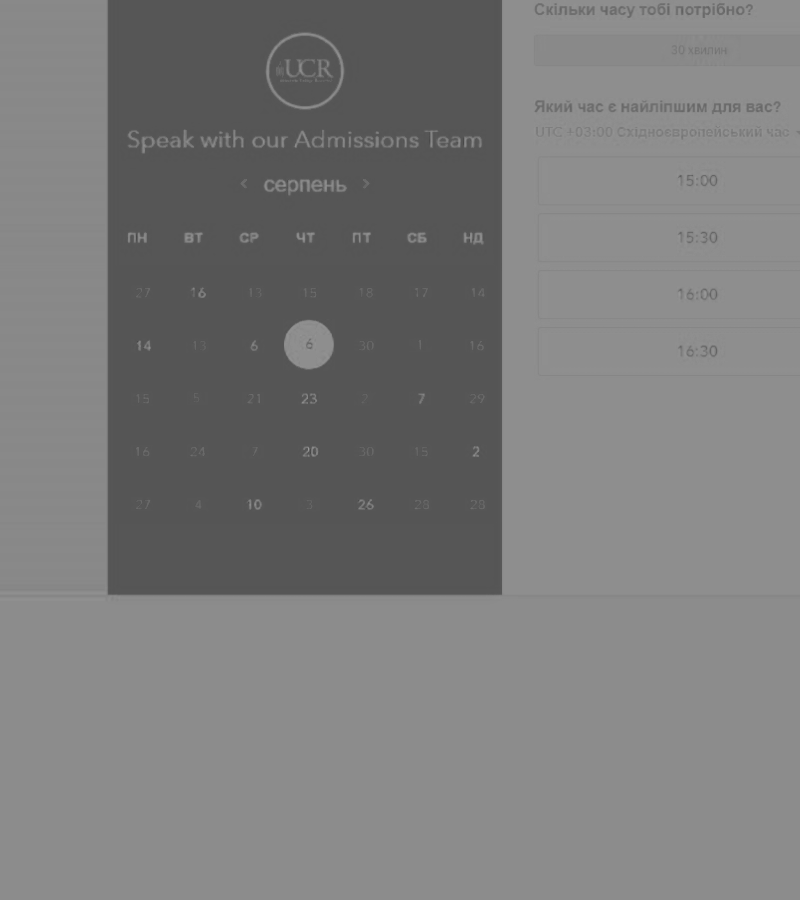 UCR
Speak with our Admissions Team
< серпень >
ПН ВТ СР ЧТ ПТ СБ НД
27 16 13 15 18 17 14
14 13 6 6 30 1 16
15 5 21 23 2 7 29
16 24 7 20 30 15 2
27 4 10 3 26 28 28
Скільки часу тобі потрібно?
30 хвилин
Який час є найліпшим для вас?
UTC +03:00 Східноєвропейський час
15:00
15:30
16:00
16:30